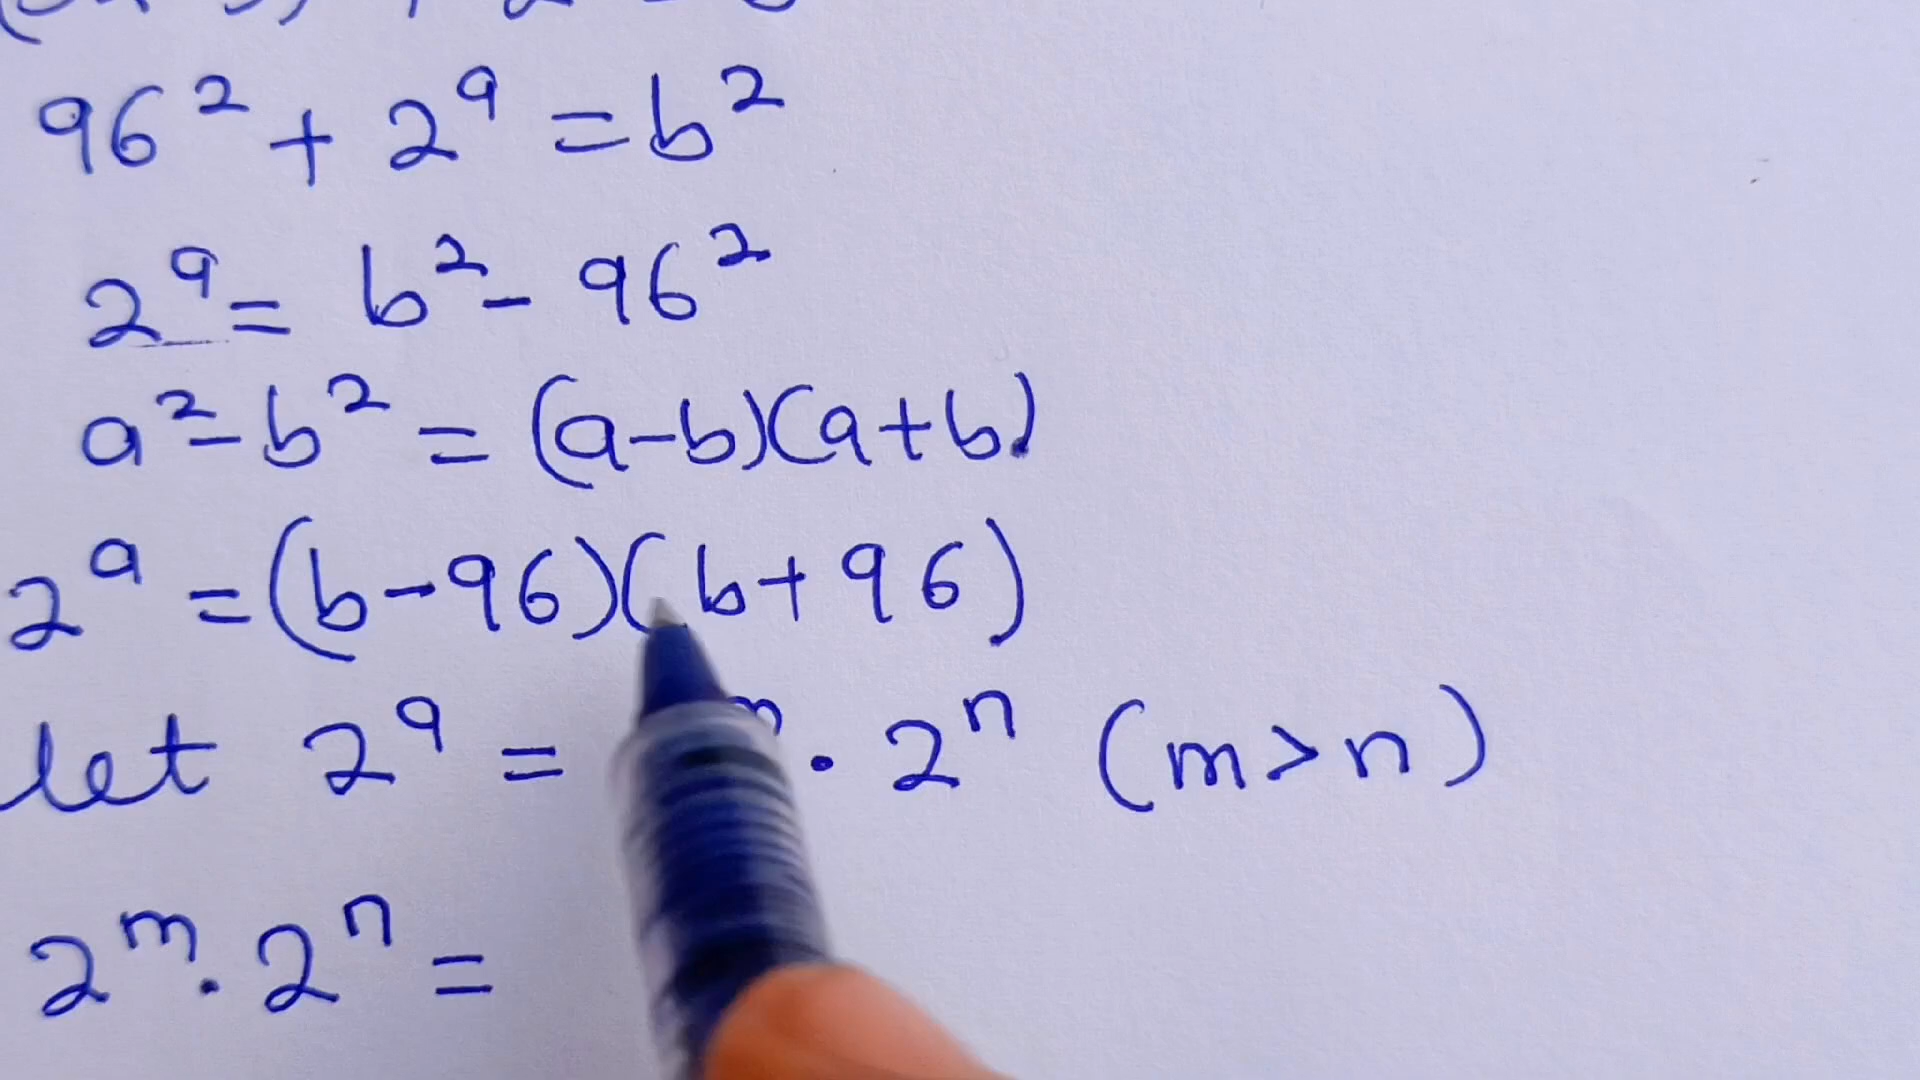 96² + 2ᵃ = b²
2ᵃ = b² - 96²
a² - b² = (a-b)(a+b)
2ᵃ = (b-96)(b+96)
let 2ᵃ = ᵐ · 2ⁿ (m>n)
2ᵐ · 2ⁿ =